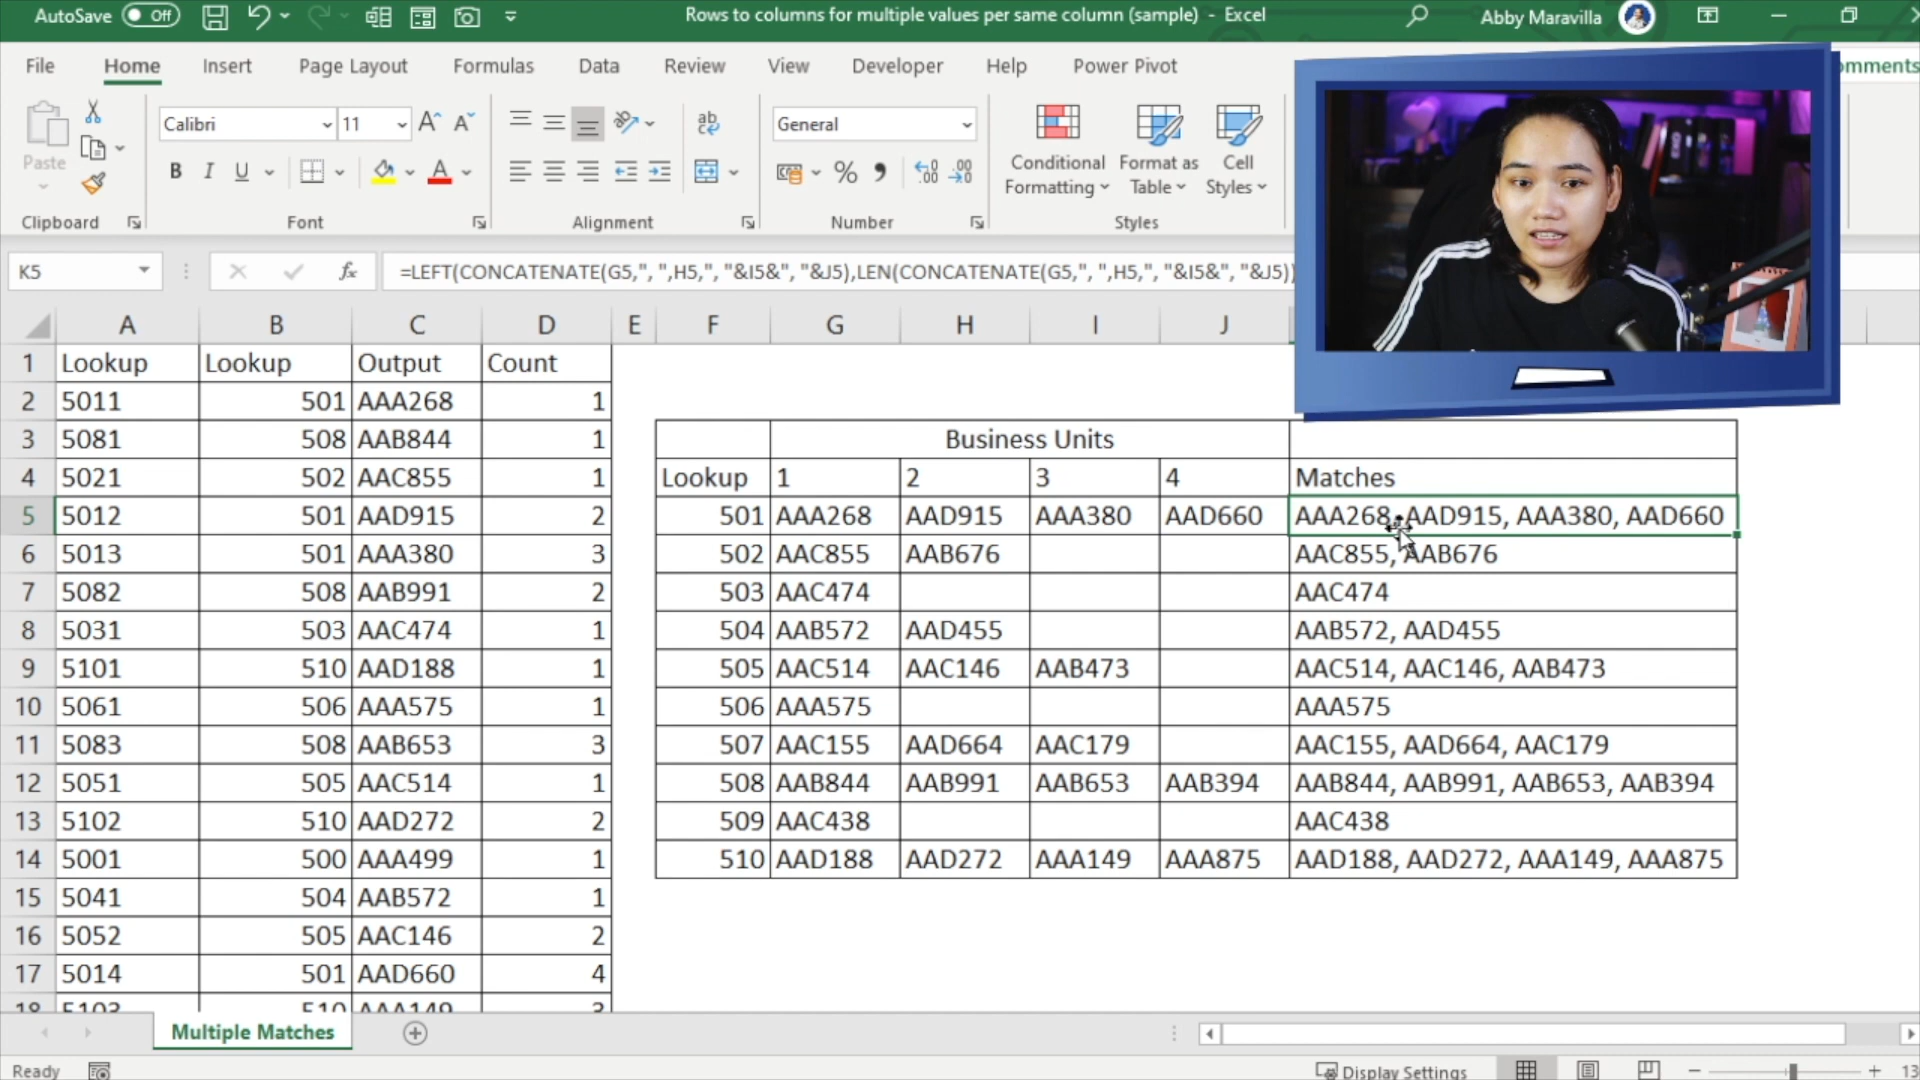 AutoSave Off
Rows to columns for multiple values per same column (sample) - Excel
Abby Maravilla
File Home Insert Page Layout Formulas Data Review View Developer Help Power Pivot
omments
Paste
Calibri 11
General
B I U
Conditional Formatting
Format as Table
Cell Styles
Clipboard Font Alignment Number Styles
K5 fx =LEFT(CONCATENATE(G5,", ",H5,", "&I5&", "&J5),LEN(CONCATENATE(G5,", ",H5,", "&I5&", "&J5))
A B C D E F G H I J
1 Lookup Lookup Output Count
2 5011 501 AAA268 1
3 5081 508 AAB844 1 Business Units
4 5021 502 AAC855 1 Lookup 1 2 3 4 Matches
5 5012 501 AAD915 2 501 AAA268 AAD915 AAA380 AAD660 AAA268, AAD915, AAA380, AAD660
6 5013 501 AAA380 3 502 AAC855 AAB676 AAC855, AAB676
7 5082 508 AAB991 2 503 AAC474 AAC474
8 5031 503 AAC474 1 504 AAB572 AAD455 AAB572, AAD455
9 5101 510 AAD188 1 505 AAC514 AAC146 AAB473 AAC514, AAC146, AAB473
10 5061 506 AAA575 1 506 AAA575 AAA575
11 5083 508 AAB653 3 507 AAC155 AAD664 AAC179 AAC155, AAD664, AAC179
12 5051 505 AAC514 1 508 AAB844 AAB991 AAB653 AAB394 AAB844, AAB991, AAB653, AAB394
13 5102 510 AAD272 2 509 AAC438 AAC438
14 5001 500 AAA499 1 510 AAD188 AAD272 AAA149 AAA875 AAD188, AAD272, AAA149, AAA875
15 5041 504 AAB572 1
16 5052 505 AAC146 2
17 5014 501 AAD660 4
18 5103 510 AAA149 3
Multiple Matches
Ready Display Settings 13